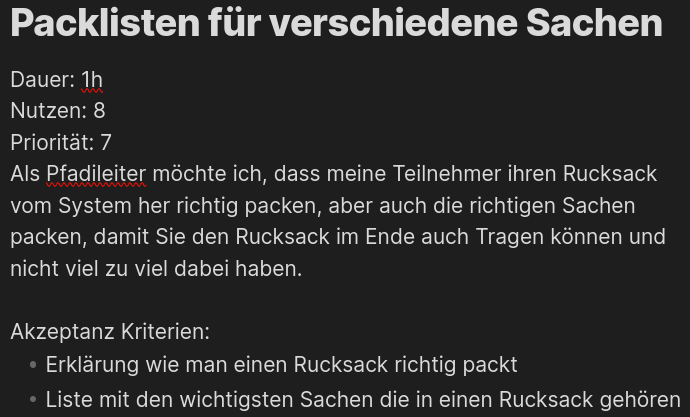 Packlisten für verschiedene Sachen
Dauer: 1h
Nutzen: 8
Priorität: 7
Als Pfadileiter möchte ich, dass meine Teilnehmer ihren Rucksack
vom System her richtig packen, aber auch die richtigen Sachen
packen, damit Sie den Rucksack im Ende auch Tragen können und
nicht viel zu viel dabei haben.
Akzeptanz Kriterien:
• Erklärung wie man einen Rucksack richtig packt
• Liste mit den wichtigsten Sachen die in einen Rucksack gehören